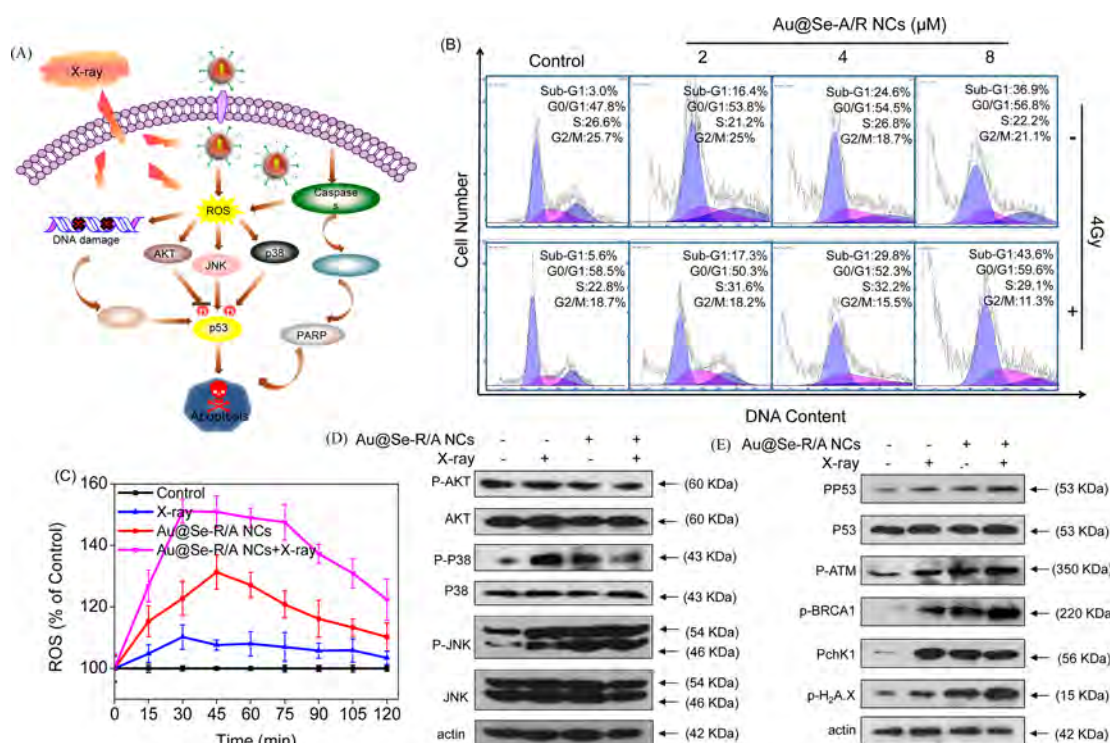 (A)
X-ray
ROS
Caspase
s
DNA damage
AKT
JNK
p38
p53
PARP
Apoptosis
(B)
Au@Se-A/R NCs (μM)
Control
2
4
8
Sub-G1:3.0%
G0/G1:47.8%
S:26.6%
G2/M:25.7%
Sub-G1:16.4%
G0/G1:53.8%
S:21.2%
G2/M:25%
Sub-G1:24.6%
G0/G1:54.5%
S:26.8%
G2/M:18.7%
Sub-G1:36.9%
G0/G1:56.8%
S:22.2%
G2/M:21.1%
-
Sub-G1:5.6%
G0/G1:58.5%
S:22.8%
G2/M:18.7%
Sub-G1:17.3%
G0/G1:50.3%
S:31.6%
G2/M:18.2%
Sub-G1:29.8%
G0/G1:52.3%
S:32.2%
G2/M:15.5%
Sub-G1:43.6%
G0/G1:59.6%
S:29.1%
G2/M:11.3%
+
4Gy
Cell Number
DNA Content
(C)
Control
X-ray
Au@Se-R/A NCs
Au@Se-R/A NCs+X-ray
ROS (% of Control)
160
140
120
100
0 15 30 45 60 75 90 105 120
Time (min)
(D)
Au@Se-R/A NCs - - + +
X-ray - + - +
P-AKT (60 KDa)
AKT (60 KDa)
P-P38 (43 KDa)
P38 (43 KDa)
P-JNK (54 KDa)
(46 KDa)
JNK (54 KDa)
(46 KDa)
actin (42 KDa)
(E)
Au@Se-R/A NCs - - + +
X-ray - + .- +
PP53 (53 KDa)
P53 (53 KDa)
P-ATM (350 KDa)
p-BRCA1 (220 KDa)
PchK1 (56 KDa)
p-H₂A.X (15 KDa)
actin (42 KDa)